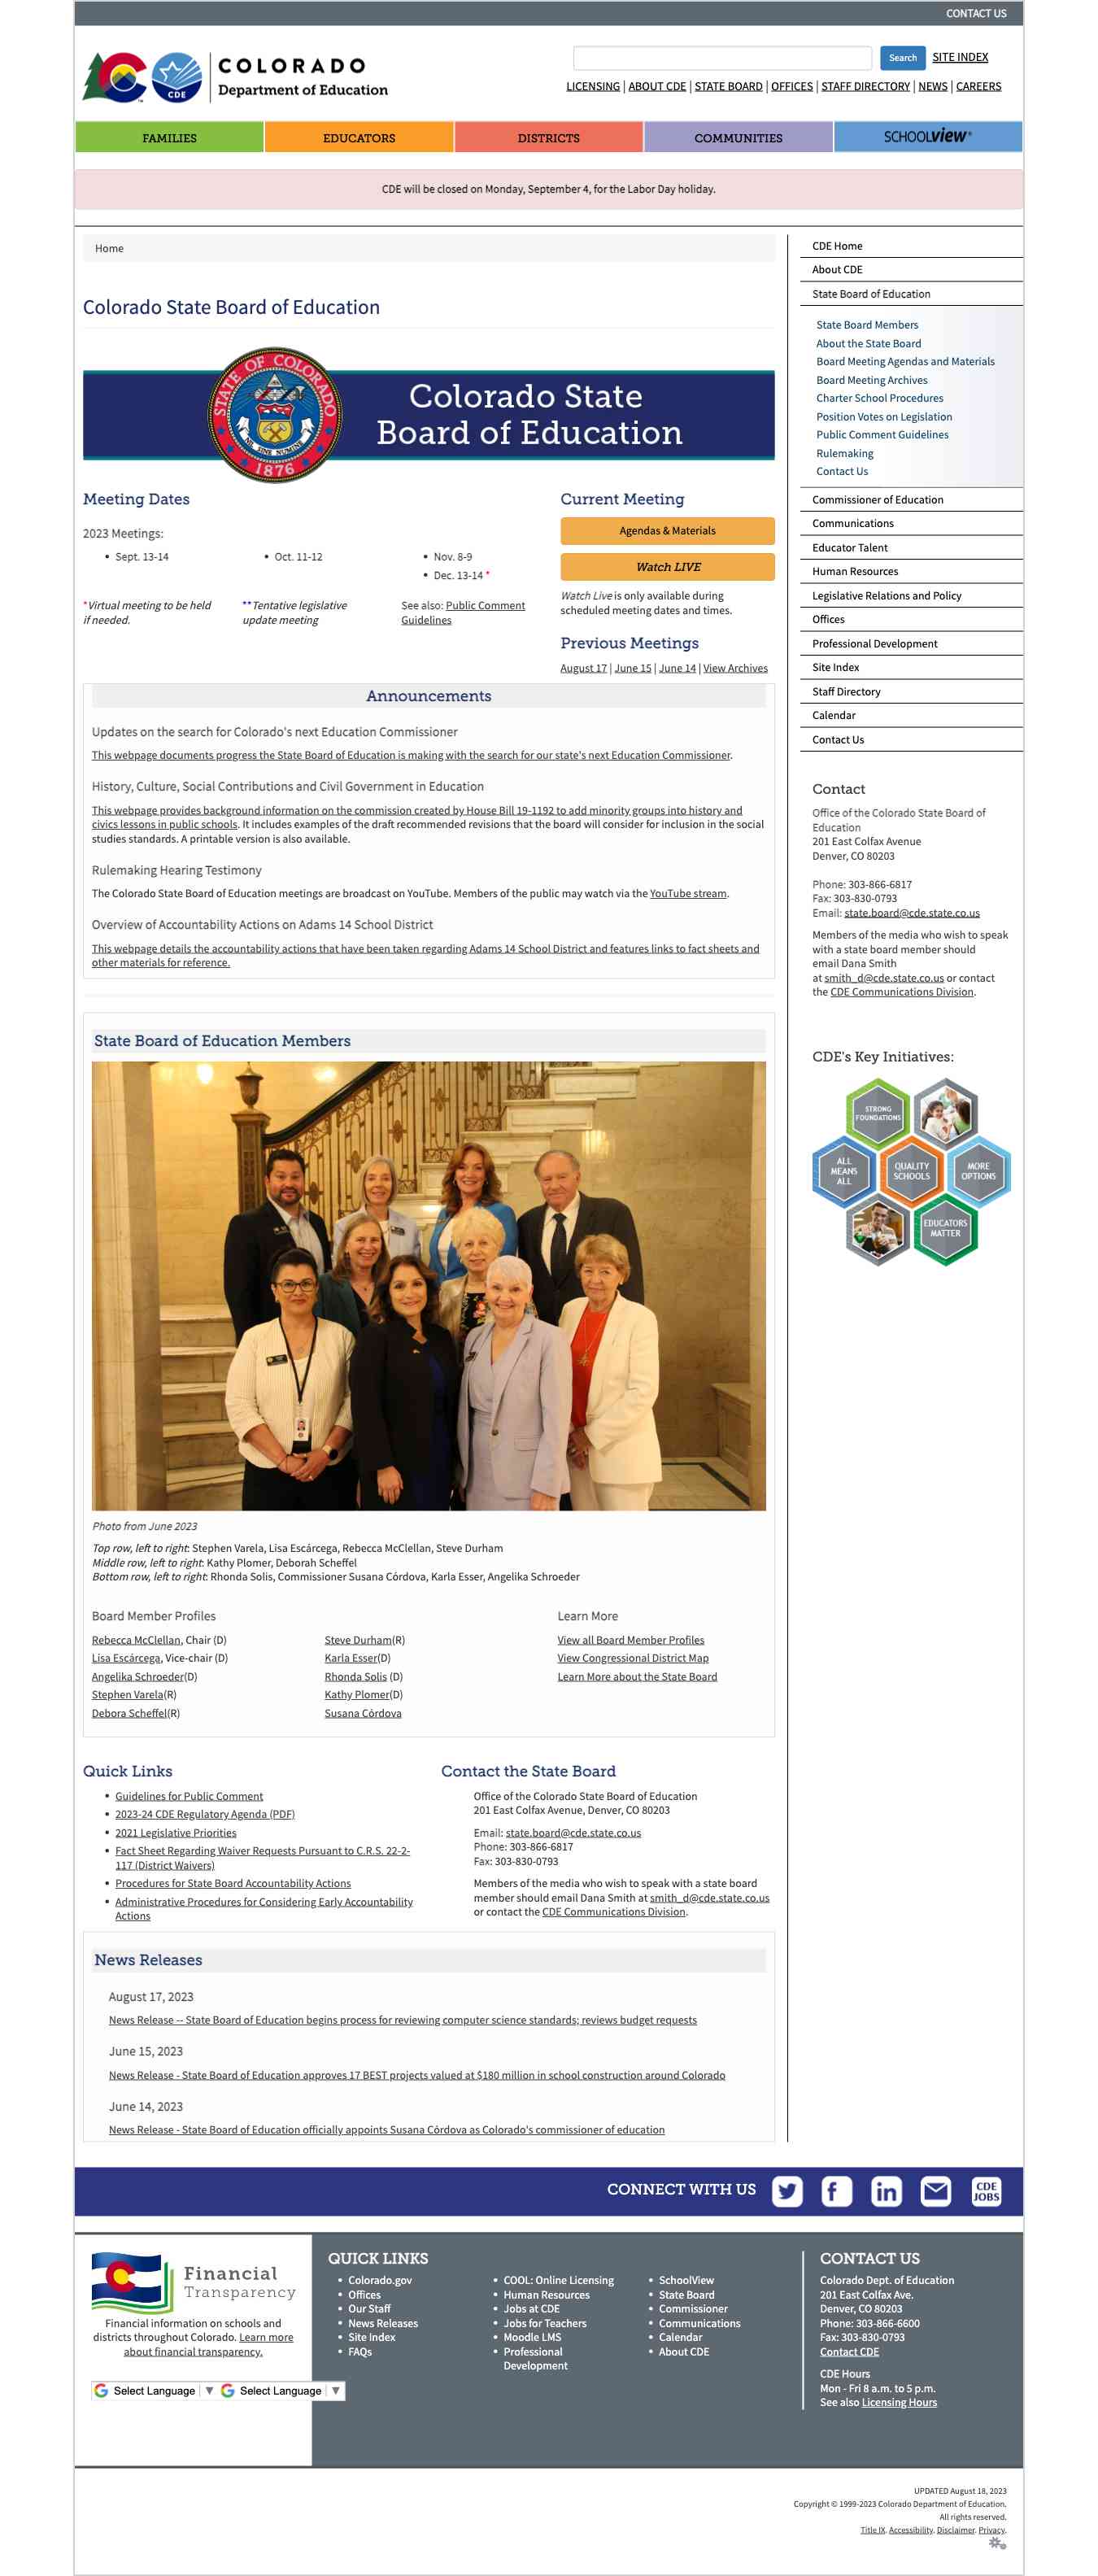 CONTACT US
CDE
COLORADO
Department of Education
Search
SITE INDEX
LICENSING | ABOUT CDE | STATE BOARD | OFFICES | STAFF DIRECTORY | NEWS | CAREERS
FAMILIES
EDUCATORS
DISTRICTS
COMMUNITIES
SCHOOLVIEW®
CDE will be closed on Monday, September 4, for the Labor Day holiday.
Home
Colorado State Board of Education
STATE OF COLORADO
NIL SINE NUMINE
1876
Colorado State
Board of Education
Meeting Dates
2023 Meetings:
• Sept. 13-14
• Oct. 11-12
• Nov. 8-9
• Dec. 13-14 *
*Virtual meeting to be held
if needed.
**Tentative legislative
update meeting
See also: Public Comment
Guidelines
Current Meeting
Agendas & Materials
Watch LIVE
Watch Live is only available during
scheduled meeting dates and times.
Previous Meetings
August 17 | June 15 | June 14 | View Archives
Announcements
Updates on the search for Colorado's next Education Commissioner
This webpage documents progress the State Board of Education is making with the search for our state's next Education Commissioner.
History, Culture, Social Contributions and Civil Government in Education
This webpage provides background information on the commission created by House Bill 19-1192 to add minority groups into history and
civics lessons in public schools. It includes examples of the draft recommended revisions that the board will consider for inclusion in the social
studies standards. A printable version is also available.
Rulemaking Hearing Testimony
The Colorado State Board of Education meetings are broadcast on YouTube. Members of the public may watch via the YouTube stream.
Overview of Accountability Actions on Adams 14 School District
This webpage details the accountability actions that have been taken regarding Adams 14 School District and features links to fact sheets and
other materials for reference.
State Board of Education Members
Photo from June 2023
Top row, left to right: Stephen Varela, Lisa Escárcega, Rebecca McClellan, Steve Durham
Middle row, left to right: Kathy Plomer, Deborah Scheffel
Bottom row, left to right: Rhonda Solis, Commissioner Susana Córdova, Karla Esser, Angelika Schroeder
Board Member Profiles
Rebecca McClellan, Chair (D)
Lisa Escárcega, Vice-chair (D)
Angelika Schroeder(D)
Stephen Varela(R)
Debora Scheffel(R)
Steve Durham(R)
Karla Esser(D)
Rhonda Solis (D)
Kathy Plomer(D)
Susana Córdova
Learn More
View all Board Member Profiles
View Congressional District Map
Learn More about the State Board
Quick Links
• Guidelines for Public Comment
• 2023-24 CDE Regulatory Agenda (PDF)
• 2021 Legislative Priorities
• Fact Sheet Regarding Waiver Requests Pursuant to C.R.S. 22-2-
117 (District Waivers)
• Procedures for State Board Accountability Actions
• Administrative Procedures for Considering Early Accountability
Actions
Contact the State Board
Office of the Colorado State Board of Education
201 East Colfax Avenue, Denver, CO 80203
Email: state.board@cde.state.co.us
Phone: 303-866-6817
Fax: 303-830-0793
Members of the media who wish to speak with a state board
member should email Dana Smith at smith_d@cde.state.co.us
or contact the CDE Communications Division.
News Releases
August 17, 2023
News Release -- State Board of Education begins process for reviewing computer science standards; reviews budget requests
June 15, 2023
News Release - State Board of Education approves 17 BEST projects valued at $180 million in school construction around Colorado
June 14, 2023
News Release - State Board of Education officially appoints Susana Córdova as Colorado's commissioner of education
CDE Home
About CDE
State Board of Education
State Board Members
About the State Board
Board Meeting Agendas and Materials
Board Meeting Archives
Charter School Procedures
Position Votes on Legislation
Public Comment Guidelines
Rulemaking
Contact Us
Commissioner of Education
Communications
Educator Talent
Human Resources
Legislative Relations and Policy
Offices
Professional Development
Site Index
Staff Directory
Calendar
Contact Us
Contact
Office of the Colorado State Board of
Education
201 East Colfax Avenue
Denver, CO 80203
Phone: 303-866-6817
Fax: 303-830-0793
Email: state.board@cde.state.co.us
Members of the media who wish to speak
with a state board member should
email Dana Smith
at smith_d@cde.state.co.us or contact
the CDE Communications Division.
CDE's Key Initiatives:
STRONG
FOUNDATIONS
ALL
MEANS
ALL
QUALITY
SCHOOLS
MORE
OPTIONS
EDUCATORS
MATTER
CONNECT WITH US
CDE
JOBS
Financial
Transparency
Financial information on schools and
districts throughout Colorado. Learn more
about financial transparency.
Select Language ▼
Select Language ▼
QUICK LINKS
• Colorado.gov
• Offices
• Our Staff
• News Releases
• Site Index
• FAQs
• COOL: Online Licensing
• Human Resources
• Jobs at CDE
• Jobs for Teachers
• Moodle LMS
• Professional
Development
• SchoolView
• State Board
• Commissioner
• Communications
• Calendar
• About CDE
CONTACT US
Colorado Dept. of Education
201 East Colfax Ave.
Denver, CO 80203
Phone: 303-866-6600
Fax: 303-830-0793
Contact CDE
CDE Hours
Mon - Fri 8 a.m. to 5 p.m.
See also Licensing Hours
UPDATED August 18, 2023
Copyright © 1999-2023 Colorado Department of Education.
All rights reserved.
Title IX. Accessibility. Disclaimer. Privacy.